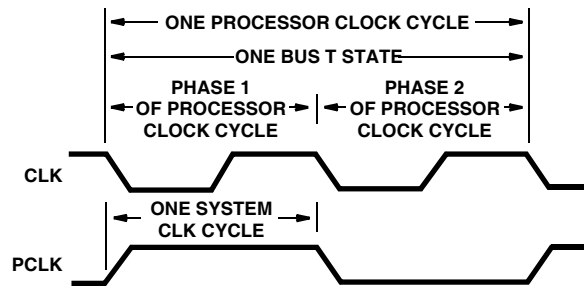 ONE PROCESSOR CLOCK CYCLE
ONE BUS T STATE
PHASE 1
OF PROCESSOR
CLOCK CYCLE
PHASE 2
OF PROCESSOR
CLOCK CYCLE
CLK
ONE SYSTEM
CLK CYCLE
PCLK